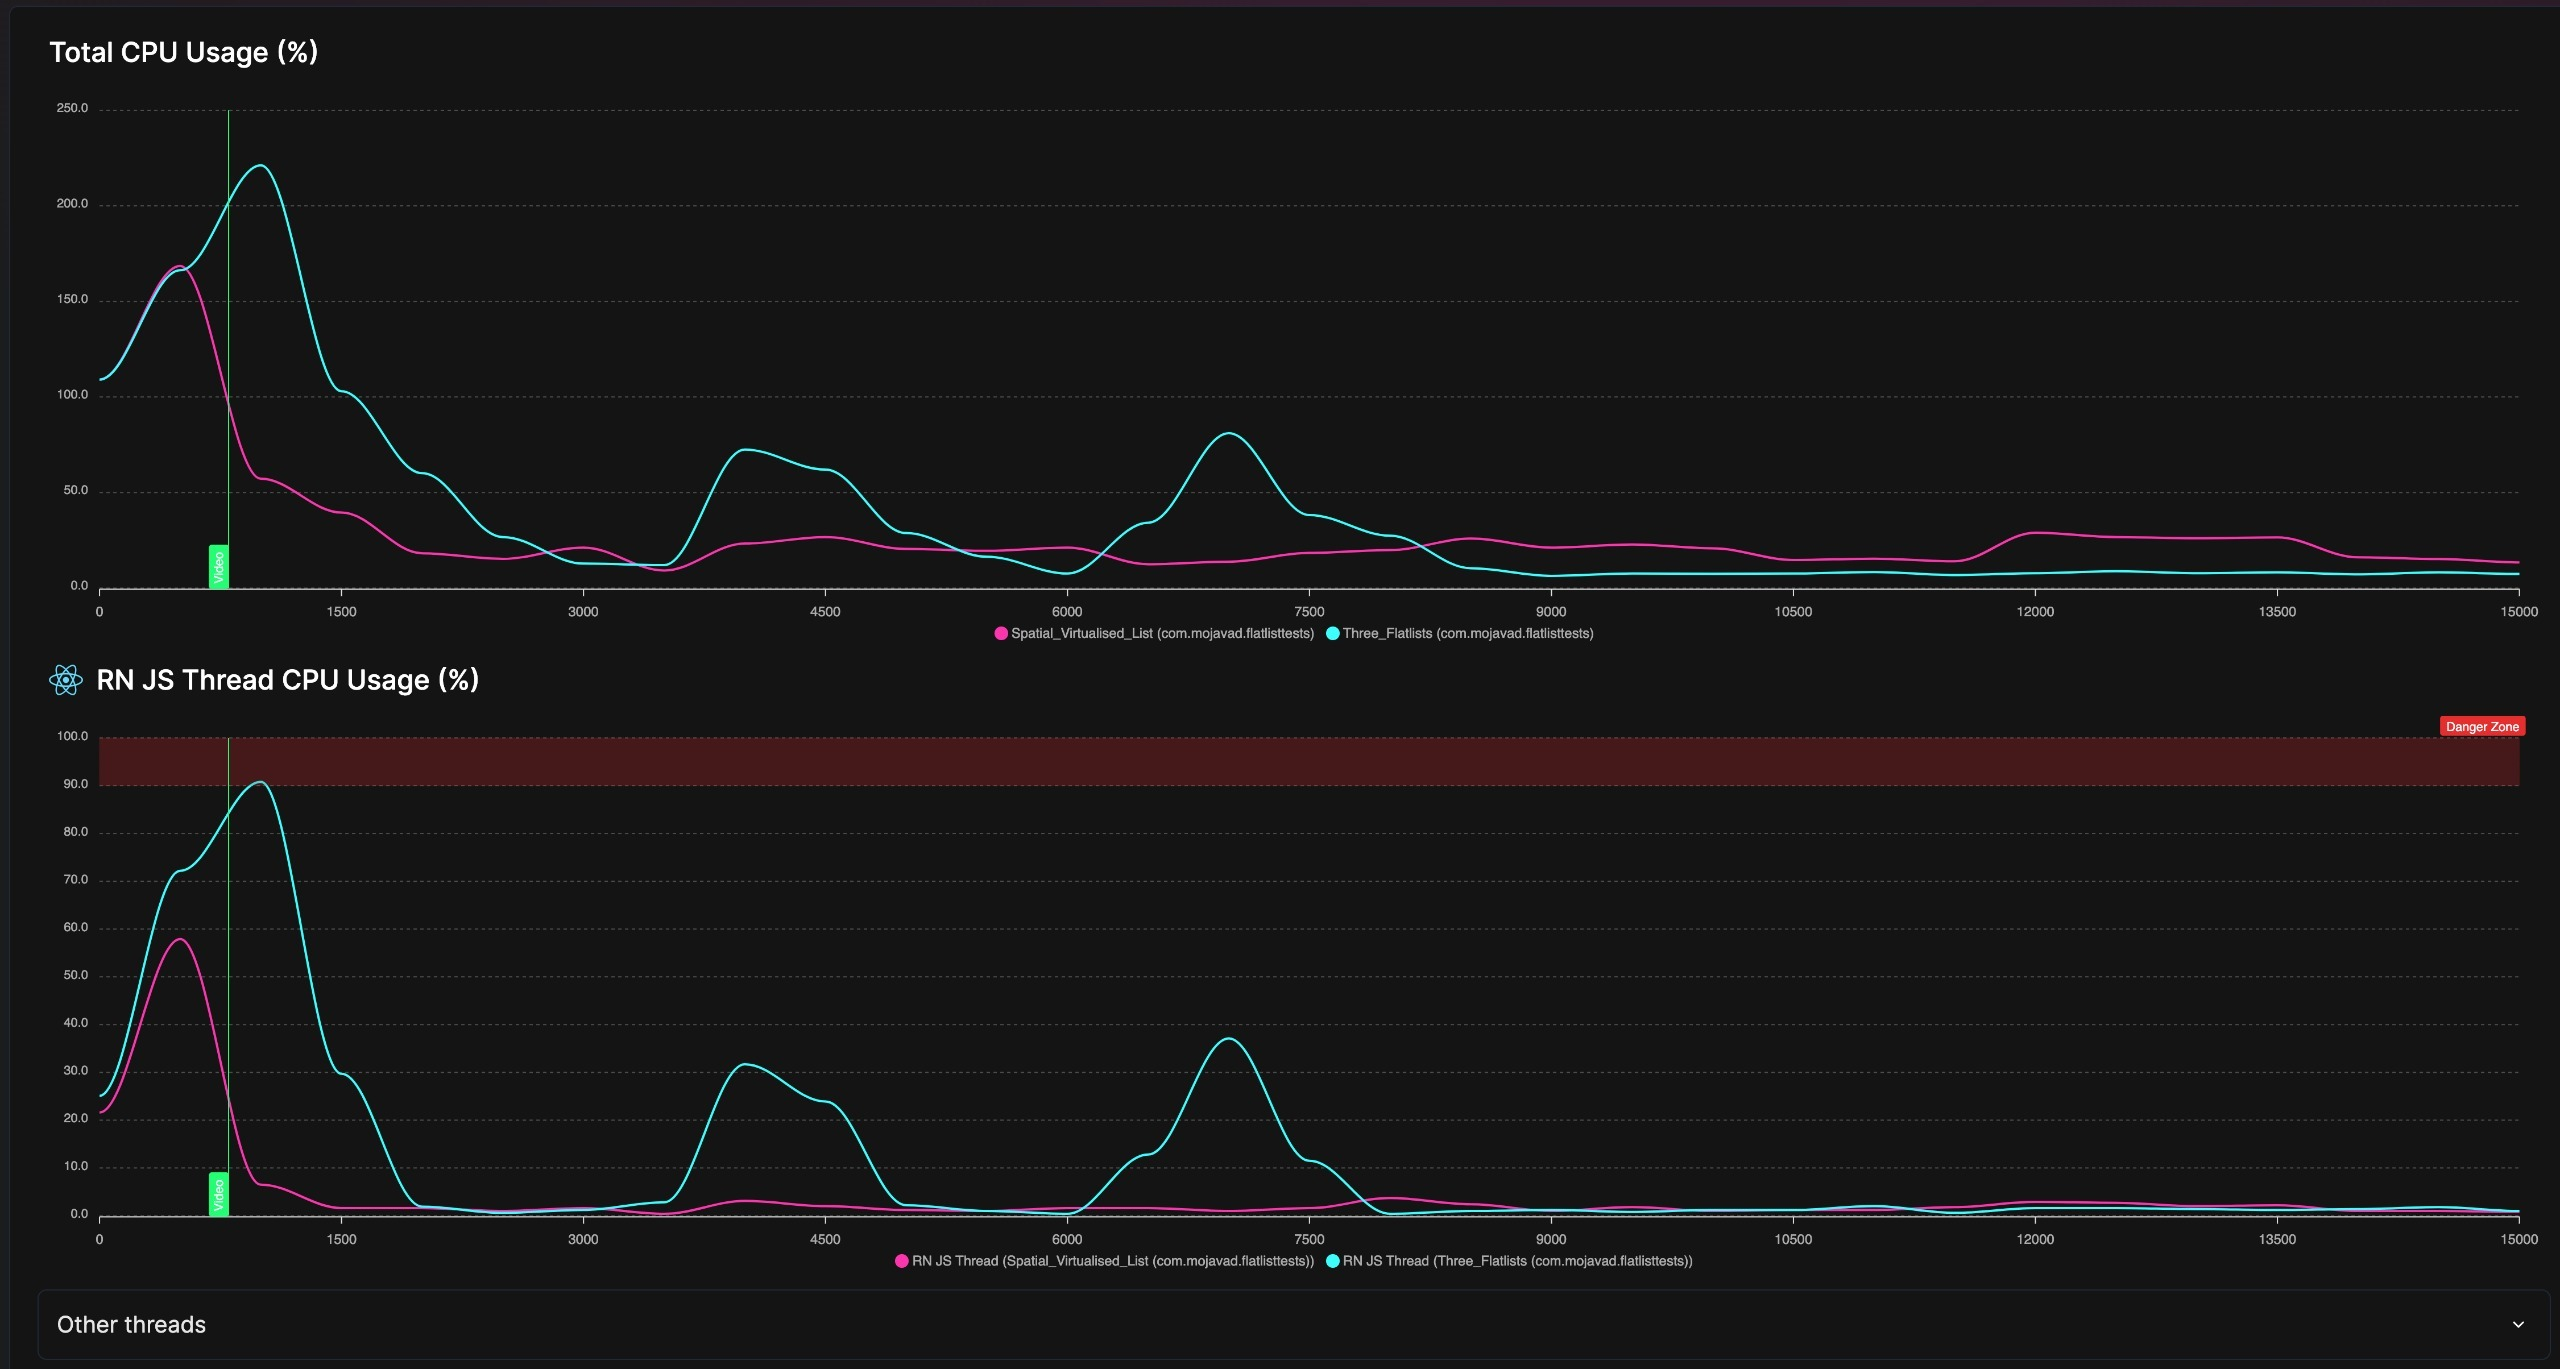 Total CPU Usage (%)
250.0
200.0
150.0
100.0
50.0
0.0
Video
0 1500 3000 4500 6000 7500 9000 10500 12000 13500 15000
Spatial_Virtualised_List (com.mojavad.flatlisttests) Three_Flatlists (com.mojavad.flatlisttests)
RN JS Thread CPU Usage (%)
Danger Zone
100.0
90.0
80.0
70.0
60.0
50.0
40.0
30.0
20.0
10.0
0.0
Video
0 1500 3000 4500 6000 7500 9000 10500 12000 13500 15000
RN JS Thread (Spatial_Virtualised_List (com.mojavad.flatlisttests)) RN JS Thread (Three_Flatlists (com.mojavad.flatlisttests))
Other threads